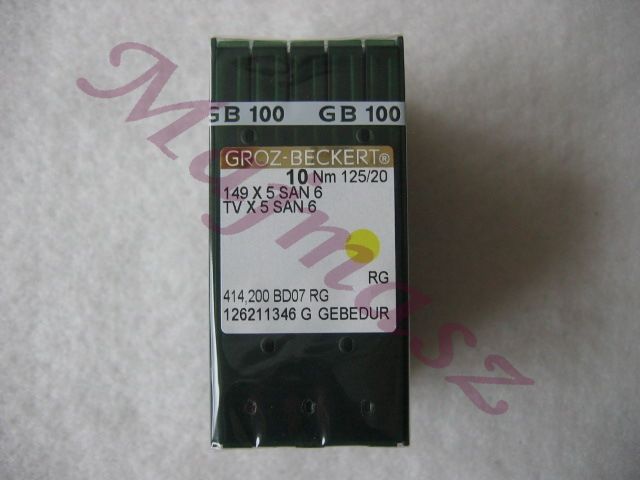 GB 100 GB 100
GROZ-BECKERT®
10 Nm 125/20
149 X 5 SAN 6
TV X 5 SAN 6
RG
414,200 BD07 RG
126211346 G GEBEDUR
Myjmasz